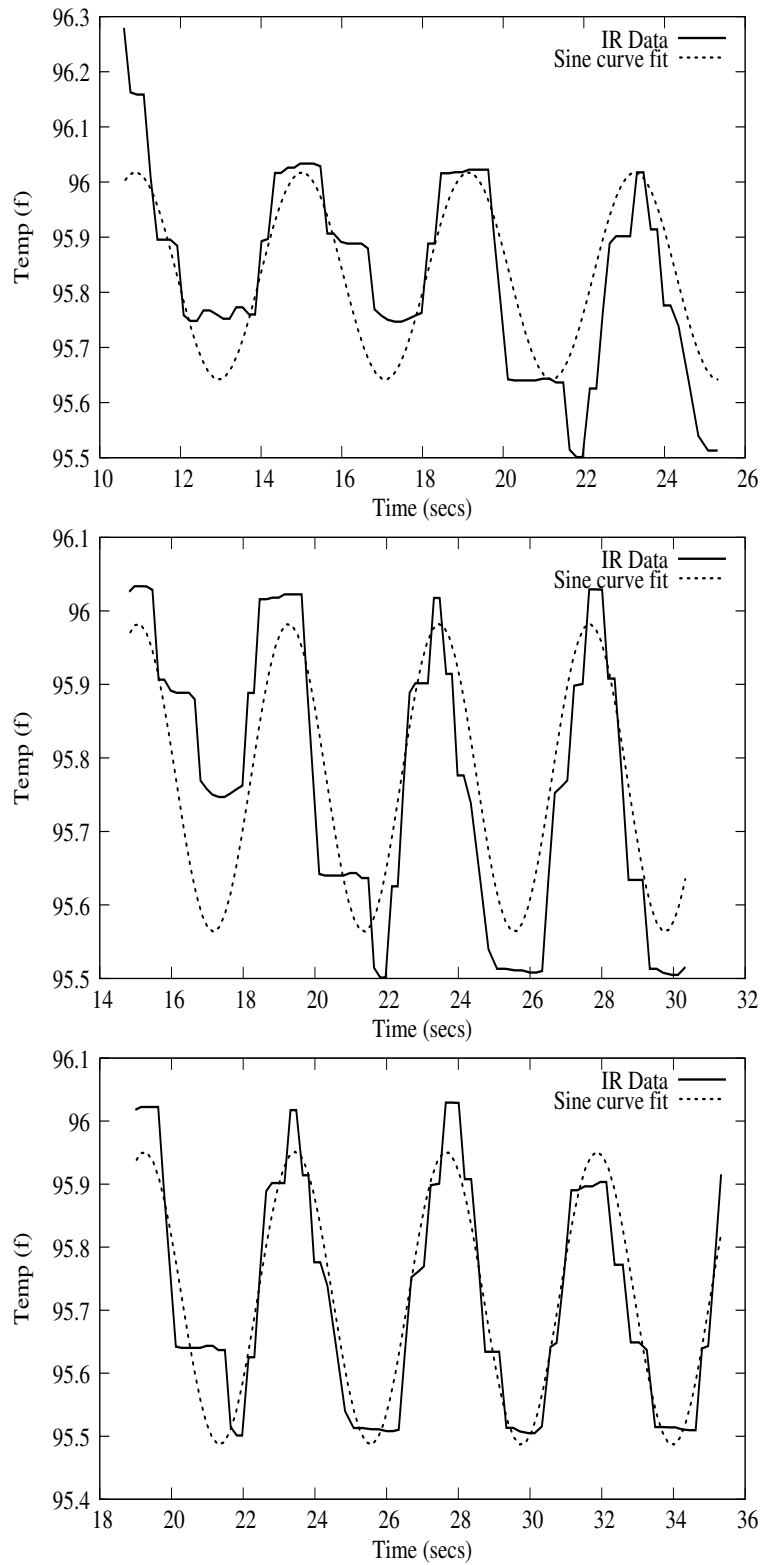 96.3
96.2
96.1
96
95.9
95.8
95.7
95.6
95.5
Temp (f)
IR Data
Sine curve fit
10 12 14 16 18 20 22 24 26
Time (secs)
96.1
96
95.9
95.8
95.7
95.6
95.5
Temp (f)
IR Data
Sine curve fit
14 16 18 20 22 24 26 28 30 32
Time (secs)
96.1
96
95.9
95.8
95.7
95.6
95.5
95.4
Temp (f)
IR Data
Sine curve fit
18 20 22 24 26 28 30 32 34 36
Time (secs)